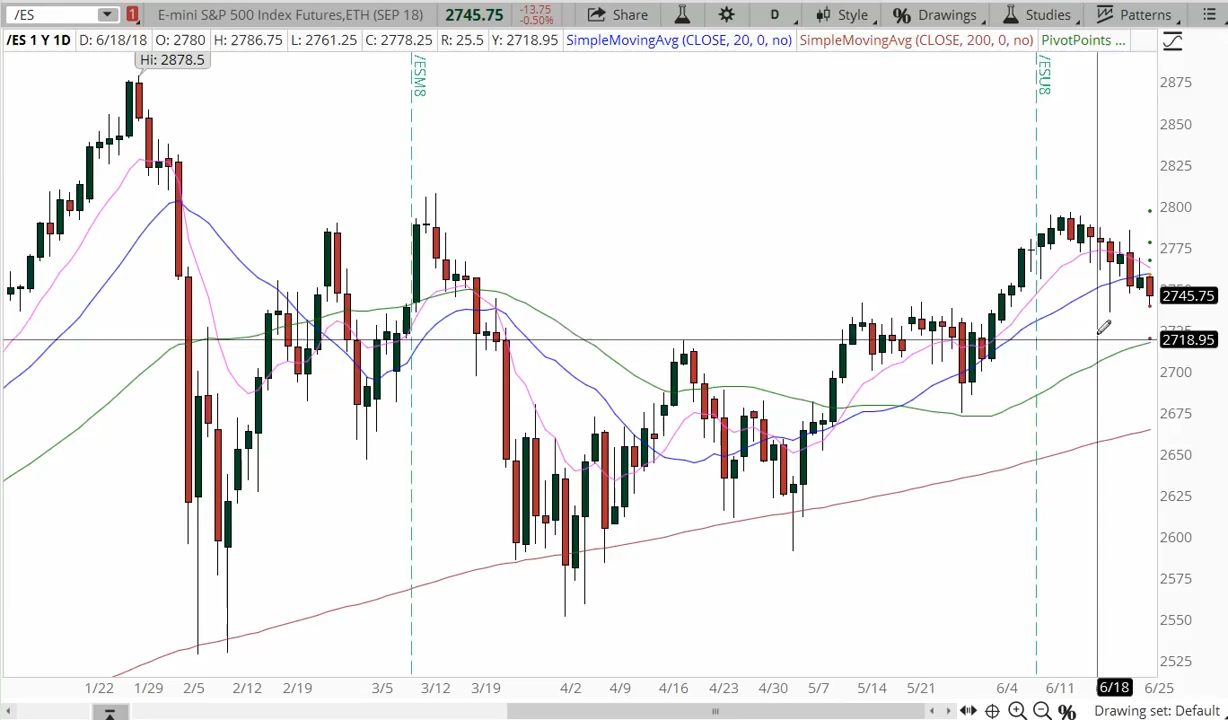 /ES 1 E-mini S&P 500 Index Futures,ETH (SEP 18) 2745.75 -13.75 -0.50% Share D Style % Drawings Studies Patterns
/ES 1 Y 1D D: 6/18/18 O: 2780 H: 2786.75 L: 2761.25 C: 2778.25 R: 25.5 Y: 2718.95 SimpleMovingAvg (CLOSE, 20, 0, no) SimpleMovingAvg (CLOSE, 200, 0, no) PivotPoints ...
Hi: 2878.5
/ESM8
/ESU8
2875
2850
2825
2800
2775
2745.75
2718.95
2700
2675
2650
2625
2600
2575
2550
2525
1/22 1/29 2/5 2/12 2/19 3/5 3/12 3/19 4/2 4/9 4/16 4/23 4/30 5/7 5/14 5/21 6/4 6/11 6/18 6/25
% Drawing set: Default